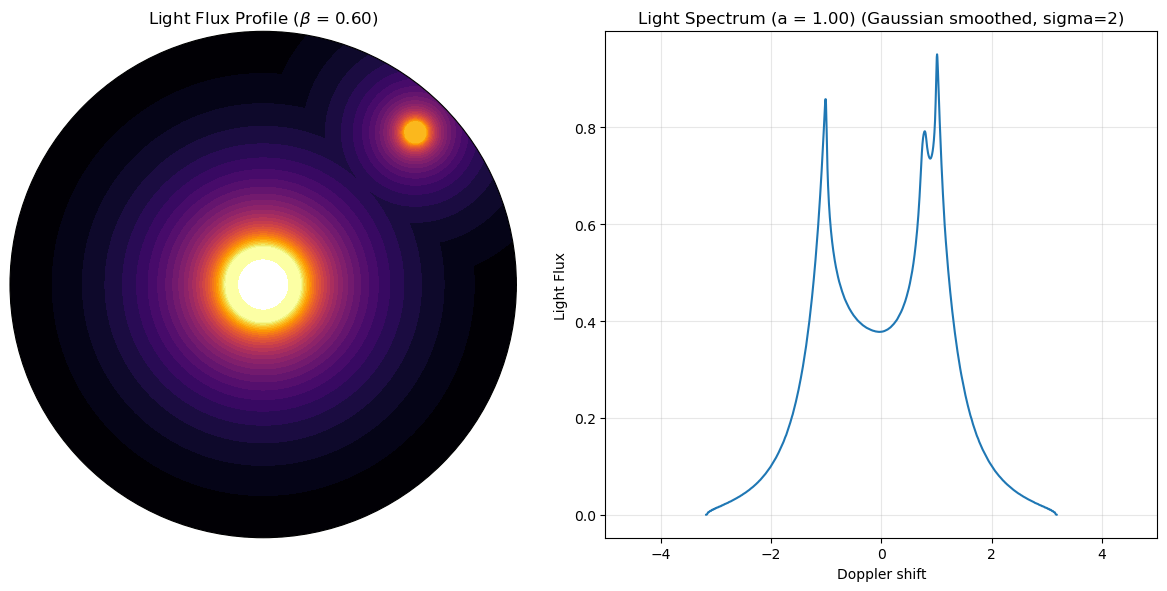 Light Flux Profile (β = 0.60)
Light Spectrum (a = 1.00) (Gaussian smoothed, sigma=2)
Light Flux
0.8
0.6
0.4
0.2
0.0
−4 −2 0 2 4
Doppler shift